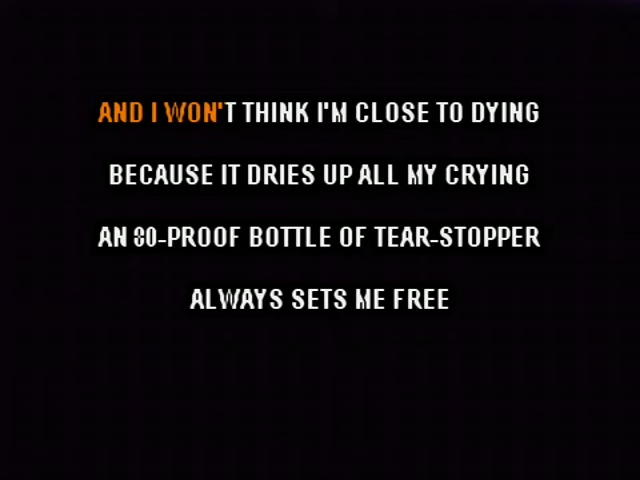 AND I WON'T THINK I'M CLOSE TO DYING
BECAUSE IT DRIES UP ALL MY CRYING
AN 80-PROOF BOTTLE OF TEAR-STOPPER
ALWAYS SETS ME FREE